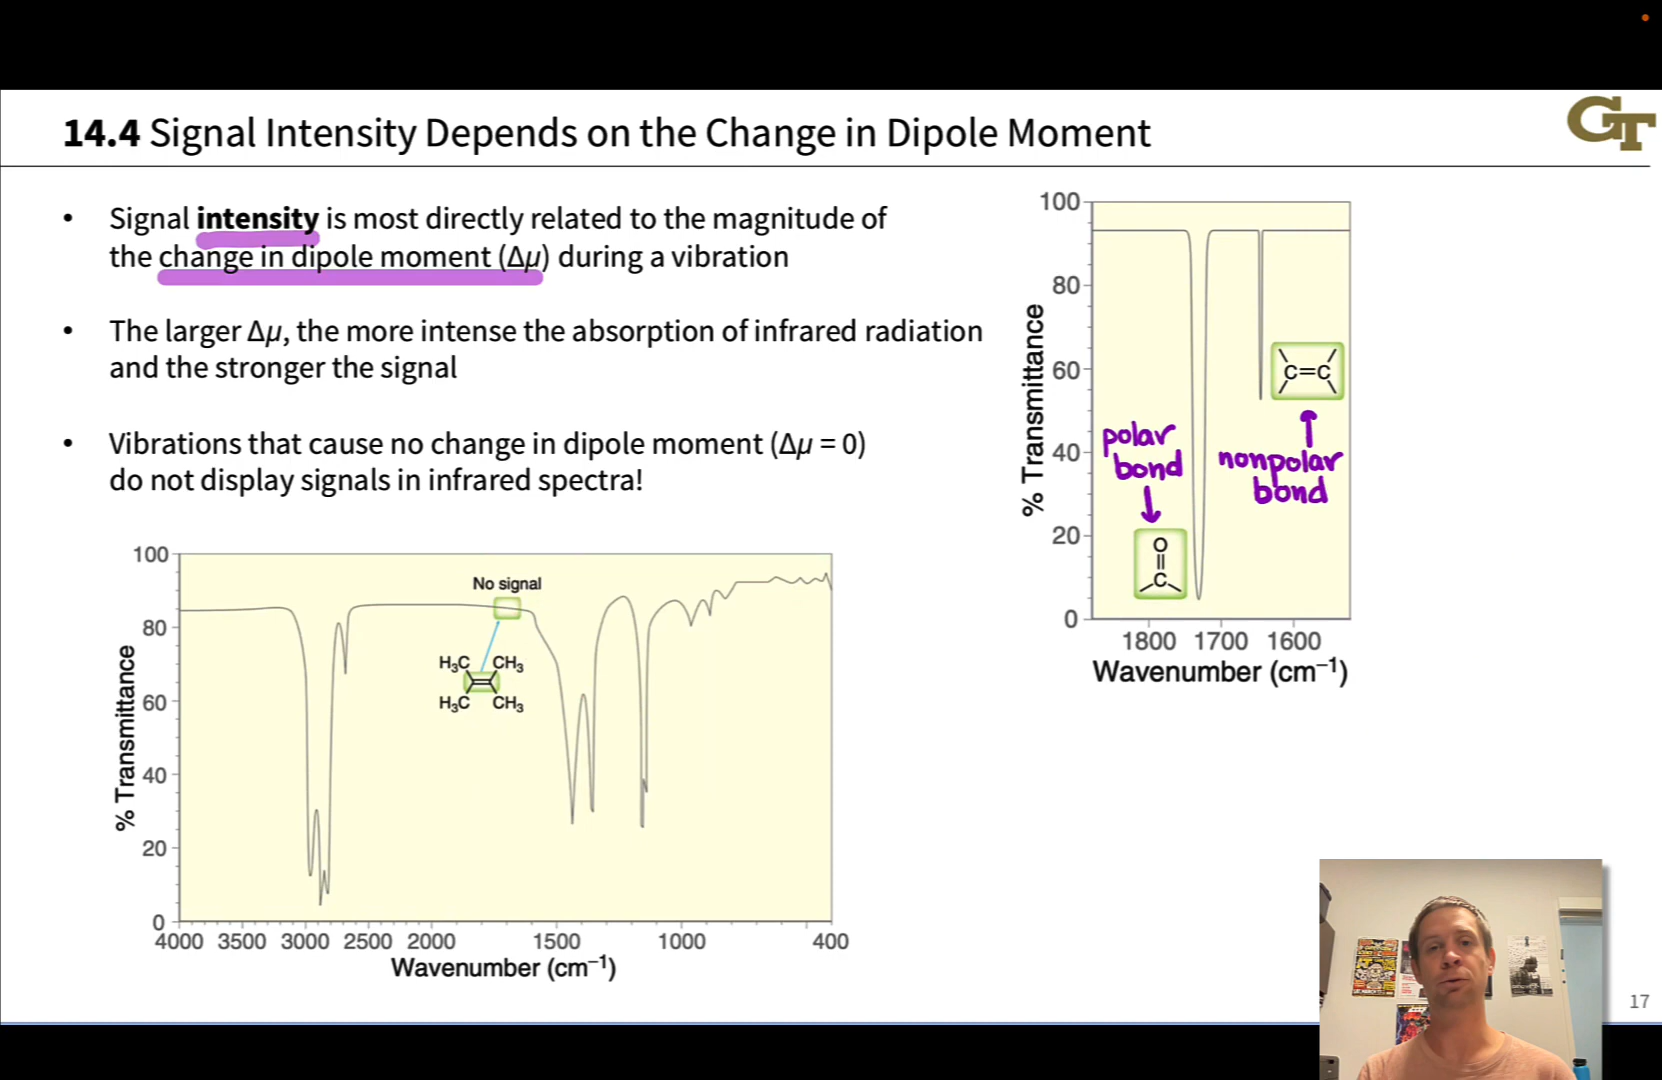 14.4 Signal Intensity Depends on the Change in Dipole Moment
GT
• Signal intensity is most directly related to the magnitude of
the change in dipole moment (Δμ) during a vibration
• The larger Δμ, the more intense the absorption of infrared radiation
and the stronger the signal
• Vibrations that cause no change in dipole moment (Δμ = 0)
do not display signals in infrared spectra!
100
80
60
40
20
0
% Transmittance
No signal
H₃C CH₃
H₃C CH₃
4000 3500 3000 2500 2000 1500 1000 400
Wavenumber (cm⁻¹)
100
80
60
40
20
0
% Transmittance
C=C
polar
bond
nonpolar
bond
O
C
1800 1700 1600
Wavenumber (cm⁻¹)
17